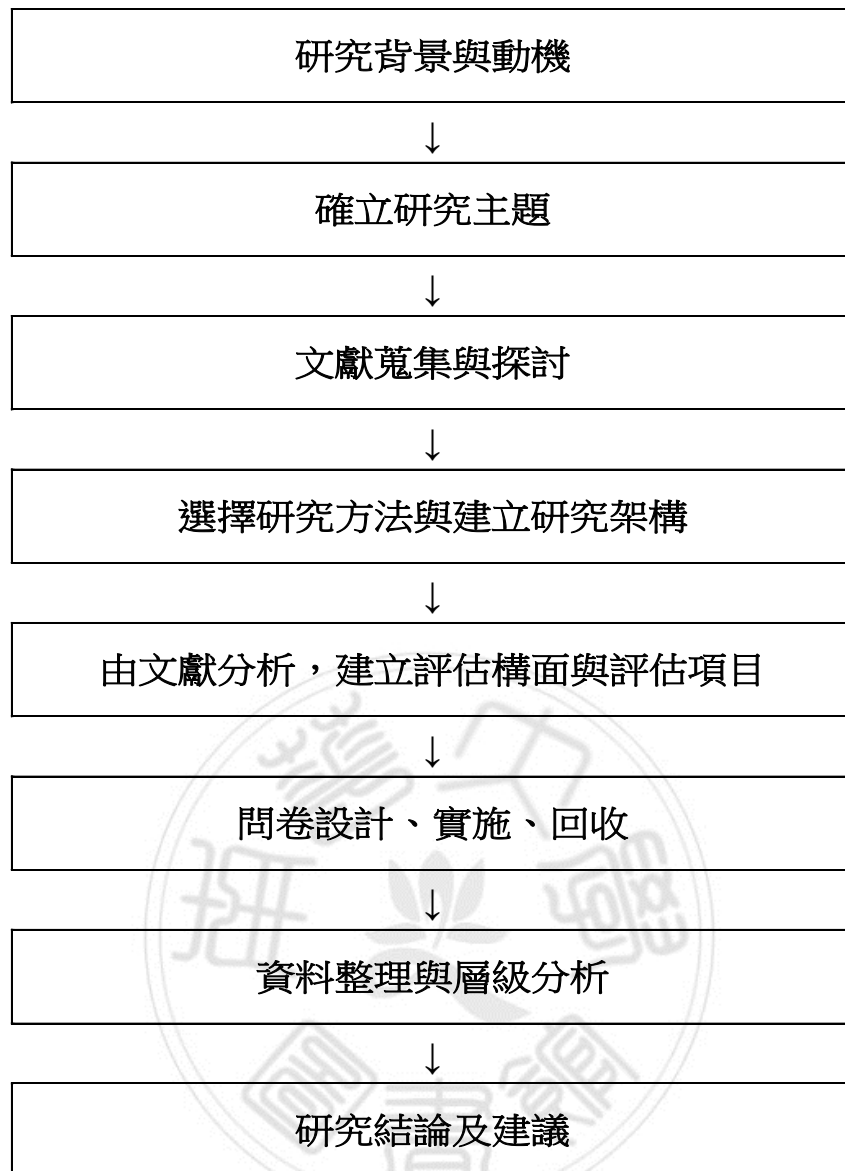 研究背景與動機
↓
確立研究主題
↓
文獻蒐集與探討
↓
選擇研究方法與建立研究架構
↓
由文獻分析，建立評估構面與評估項目
↓
問卷設計、實施、回收
↓
資料整理與層級分析
↓
研究結論及建議